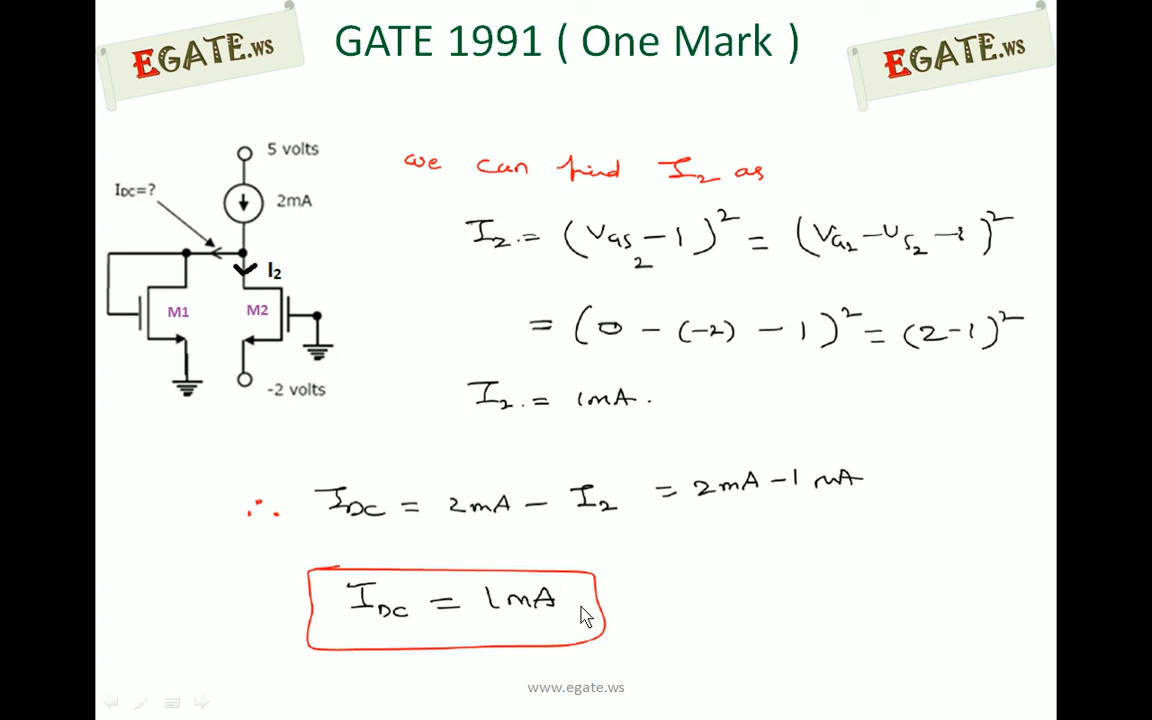 EGATE.ws
GATE 1991 ( One Mark )
EGATE.ws
5 volts
IDC=?
2mA
I2
M1
M2
-2 volts
we can find I2 as
I2 = (VGS2 - 1)² = (VG2 - VS2 - 1)²
= (0 - (-2) - 1)² = (2-1)²
I2 = 1mA.
∴ IDC = 2mA - I2 = 2mA - 1mA
IDC = 1mA
www.egate.ws